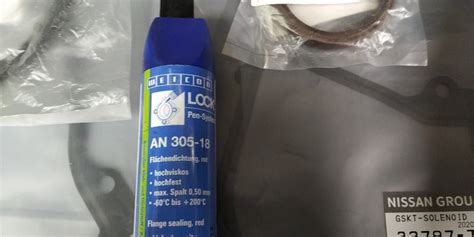 WEICON
LOCK
Pen-System
AN 305-18
Flächendichtung, rot
• hochviskos
• hochfest
• max. Spalt 0,50 mm
• -60°C bis +200°C
Flange sealing, red
NISSAN GROU
GSKT-SOLENOID